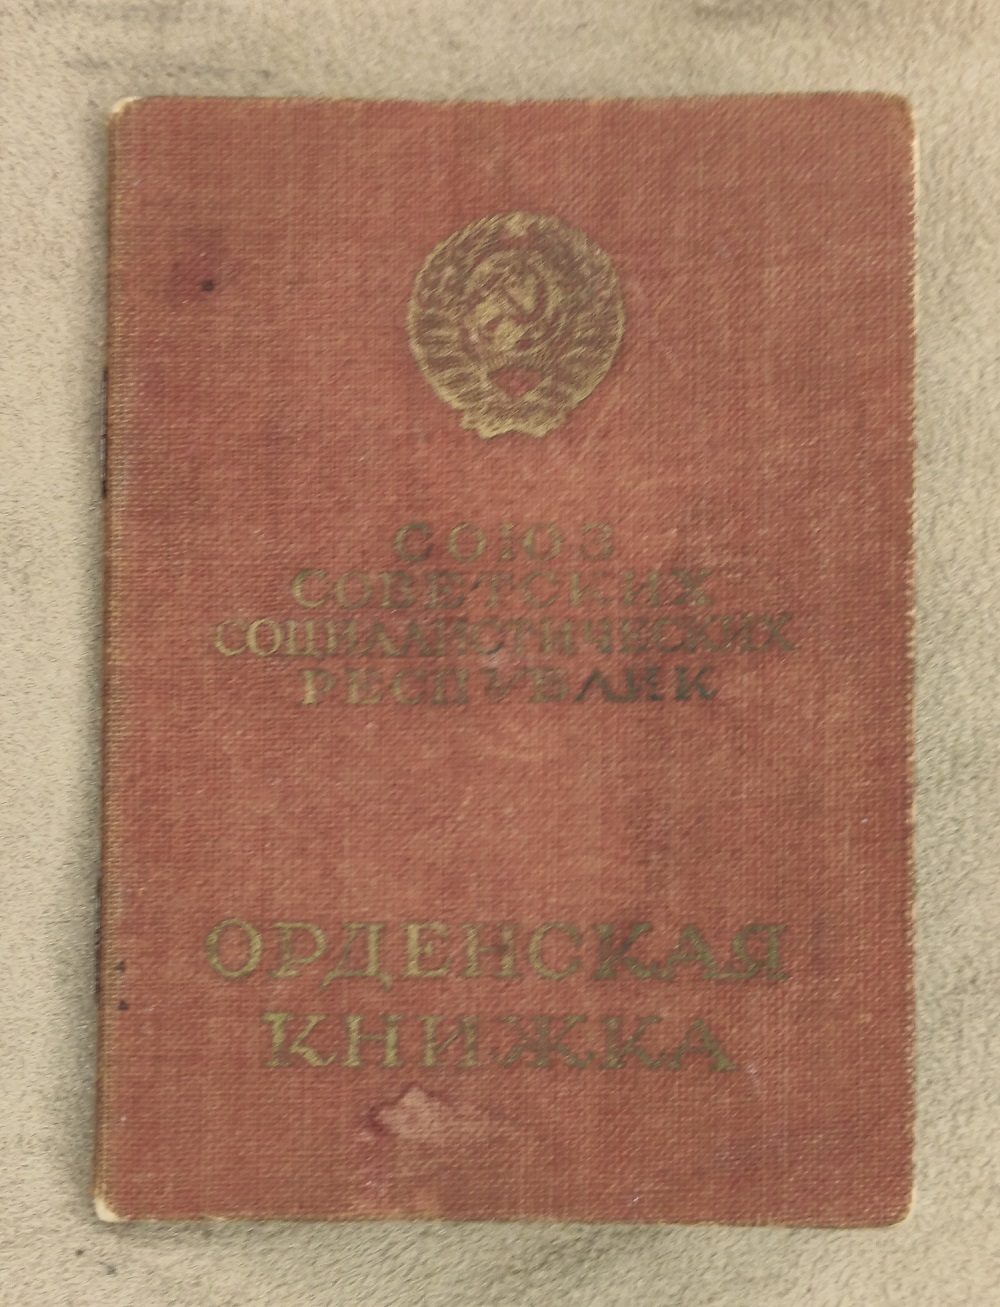 СОЮЗ
СОВЕТСКИХ
СОЦИАЛИСТИЧЕСКИХ
РЕСПУБЛИК
ОРДЕНСКАЯ
КНИЖКА